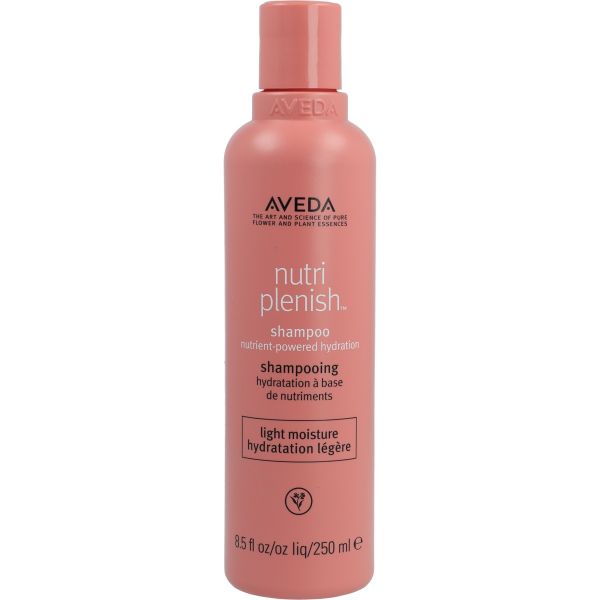 AVEDA
AVEDA
THE ART AND SCIENCE OF PURE
FLOWER AND PLANT ESSENCES
nutri
plenish™
shampoo
nutrient-powered hydration
shampooing
hydratation à base
de nutriments
light moisture
hydratation légère
8.5 fl oz/oz liq/250 ml ℮